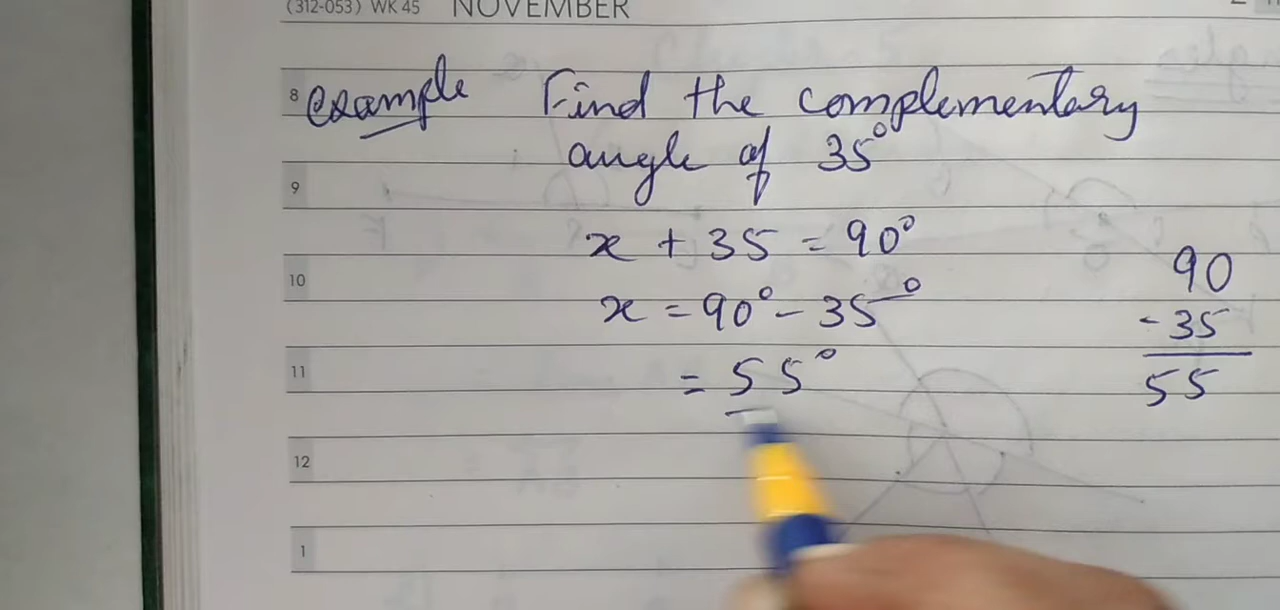 (312-053) WK 45 NOVEMBER
8 example Find the complementary
angle of 35°
9
x + 35 = 90°
10
x = 90° - 35°
11
= 55°
12
1
90
- 35
55